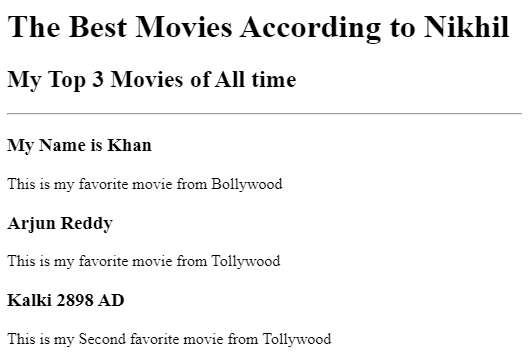 The Best Movies According to Nikhil
My Top 3 Movies of All time
My Name is Khan
This is my favorite movie from Bollywood
Arjun Reddy
This is my favorite movie from Tollywood
Kalki 2898 AD
This is my Second favorite movie from Tollywood